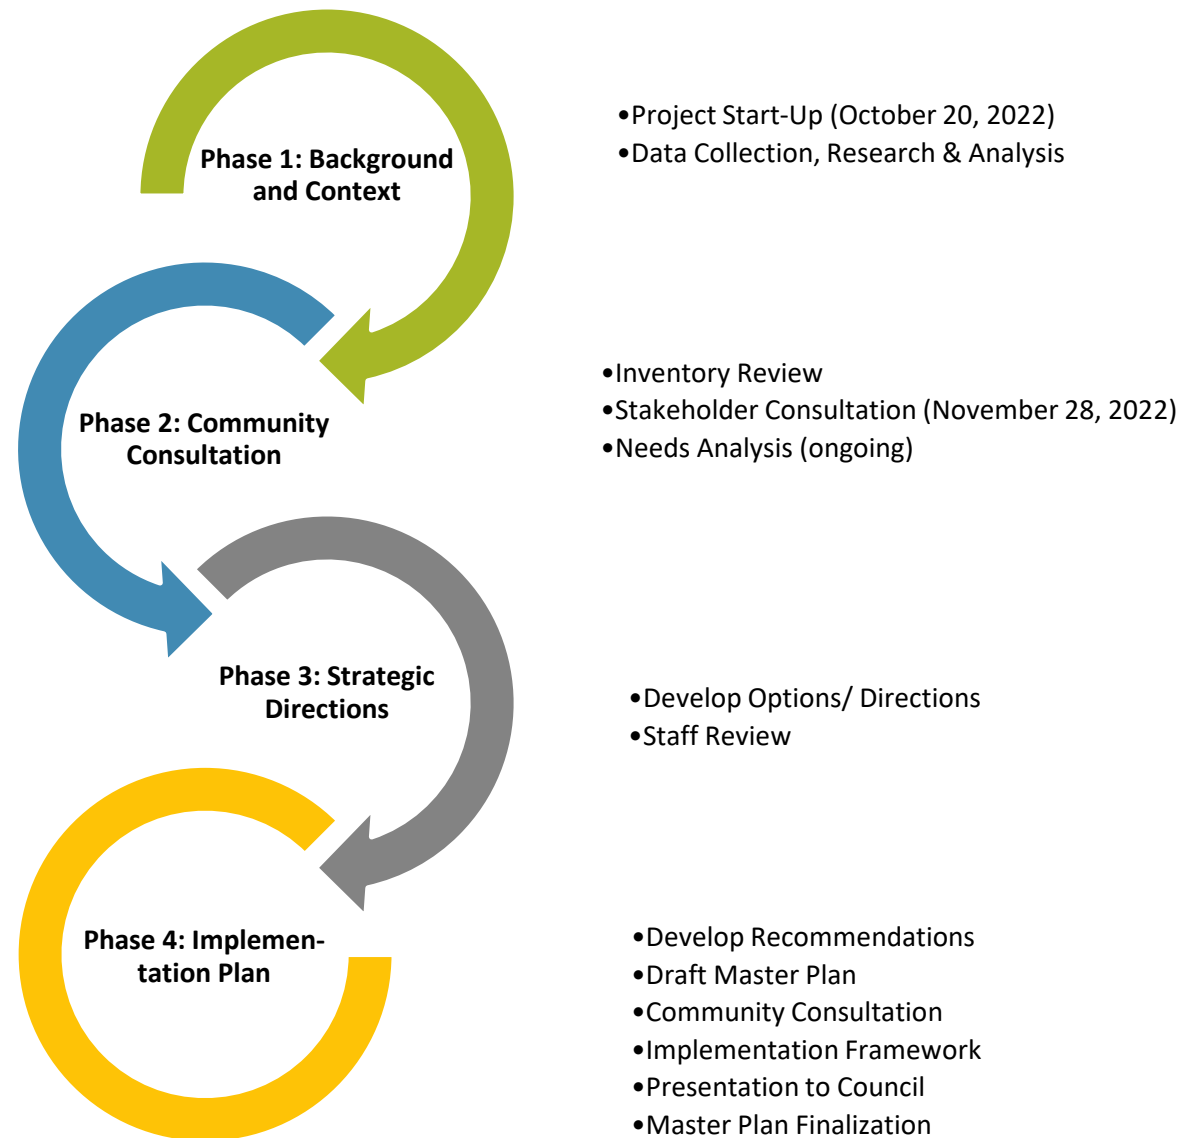 Phase 1: Background
and Context
•Project Start-Up (October 20, 2022)
•Data Collection, Research & Analysis
Phase 2: Community
Consultation
•Inventory Review
•Stakeholder Consultation (November 28, 2022)
•Needs Analysis (ongoing)
Phase 3: Strategic
Directions
•Develop Options/ Directions
•Staff Review
Phase 4: Implemen-
tation Plan
•Develop Recommendations
•Draft Master Plan
•Community Consultation
•Implementation Framework
•Presentation to Council
•Master Plan Finalization